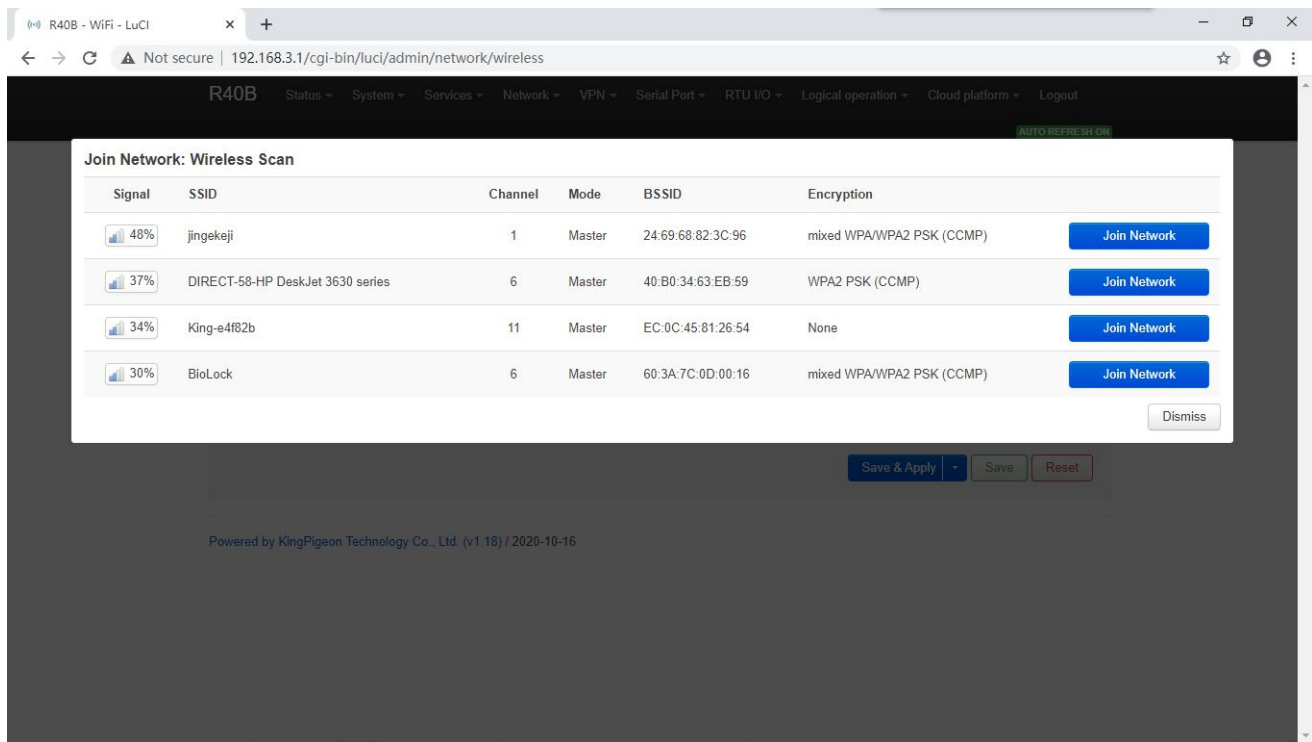 R40B - WiFi - LuCI
Not secure | 192.168.3.1/cgi-bin/luci/admin/network/wireless
R40B Status System Services Network VPN Serial Port RTU I/O Logical operation Cloud platform Logout
AUTO REFRESH ON
Join Network: Wireless Scan
Signal SSID Channel Mode BSSID Encryption
48% jingekeji 1 Master 24:69:68:82:3C:96 mixed WPA/WPA2 PSK (CCMP) Join Network
37% DIRECT-58-HP DeskJet 3630 series 6 Master 40:B0:34:63:EB:59 WPA2 PSK (CCMP) Join Network
34% King-e4f82b 11 Master EC:0C:45:81:26:54 None Join Network
30% BioLock 6 Master 60:3A:7C:0D:00:16 mixed WPA/WPA2 PSK (CCMP) Join Network
Dismiss
Save & Apply Save Reset
Powered by KingPigeon Technology Co., Ltd. (v1.18) / 2020-10-16